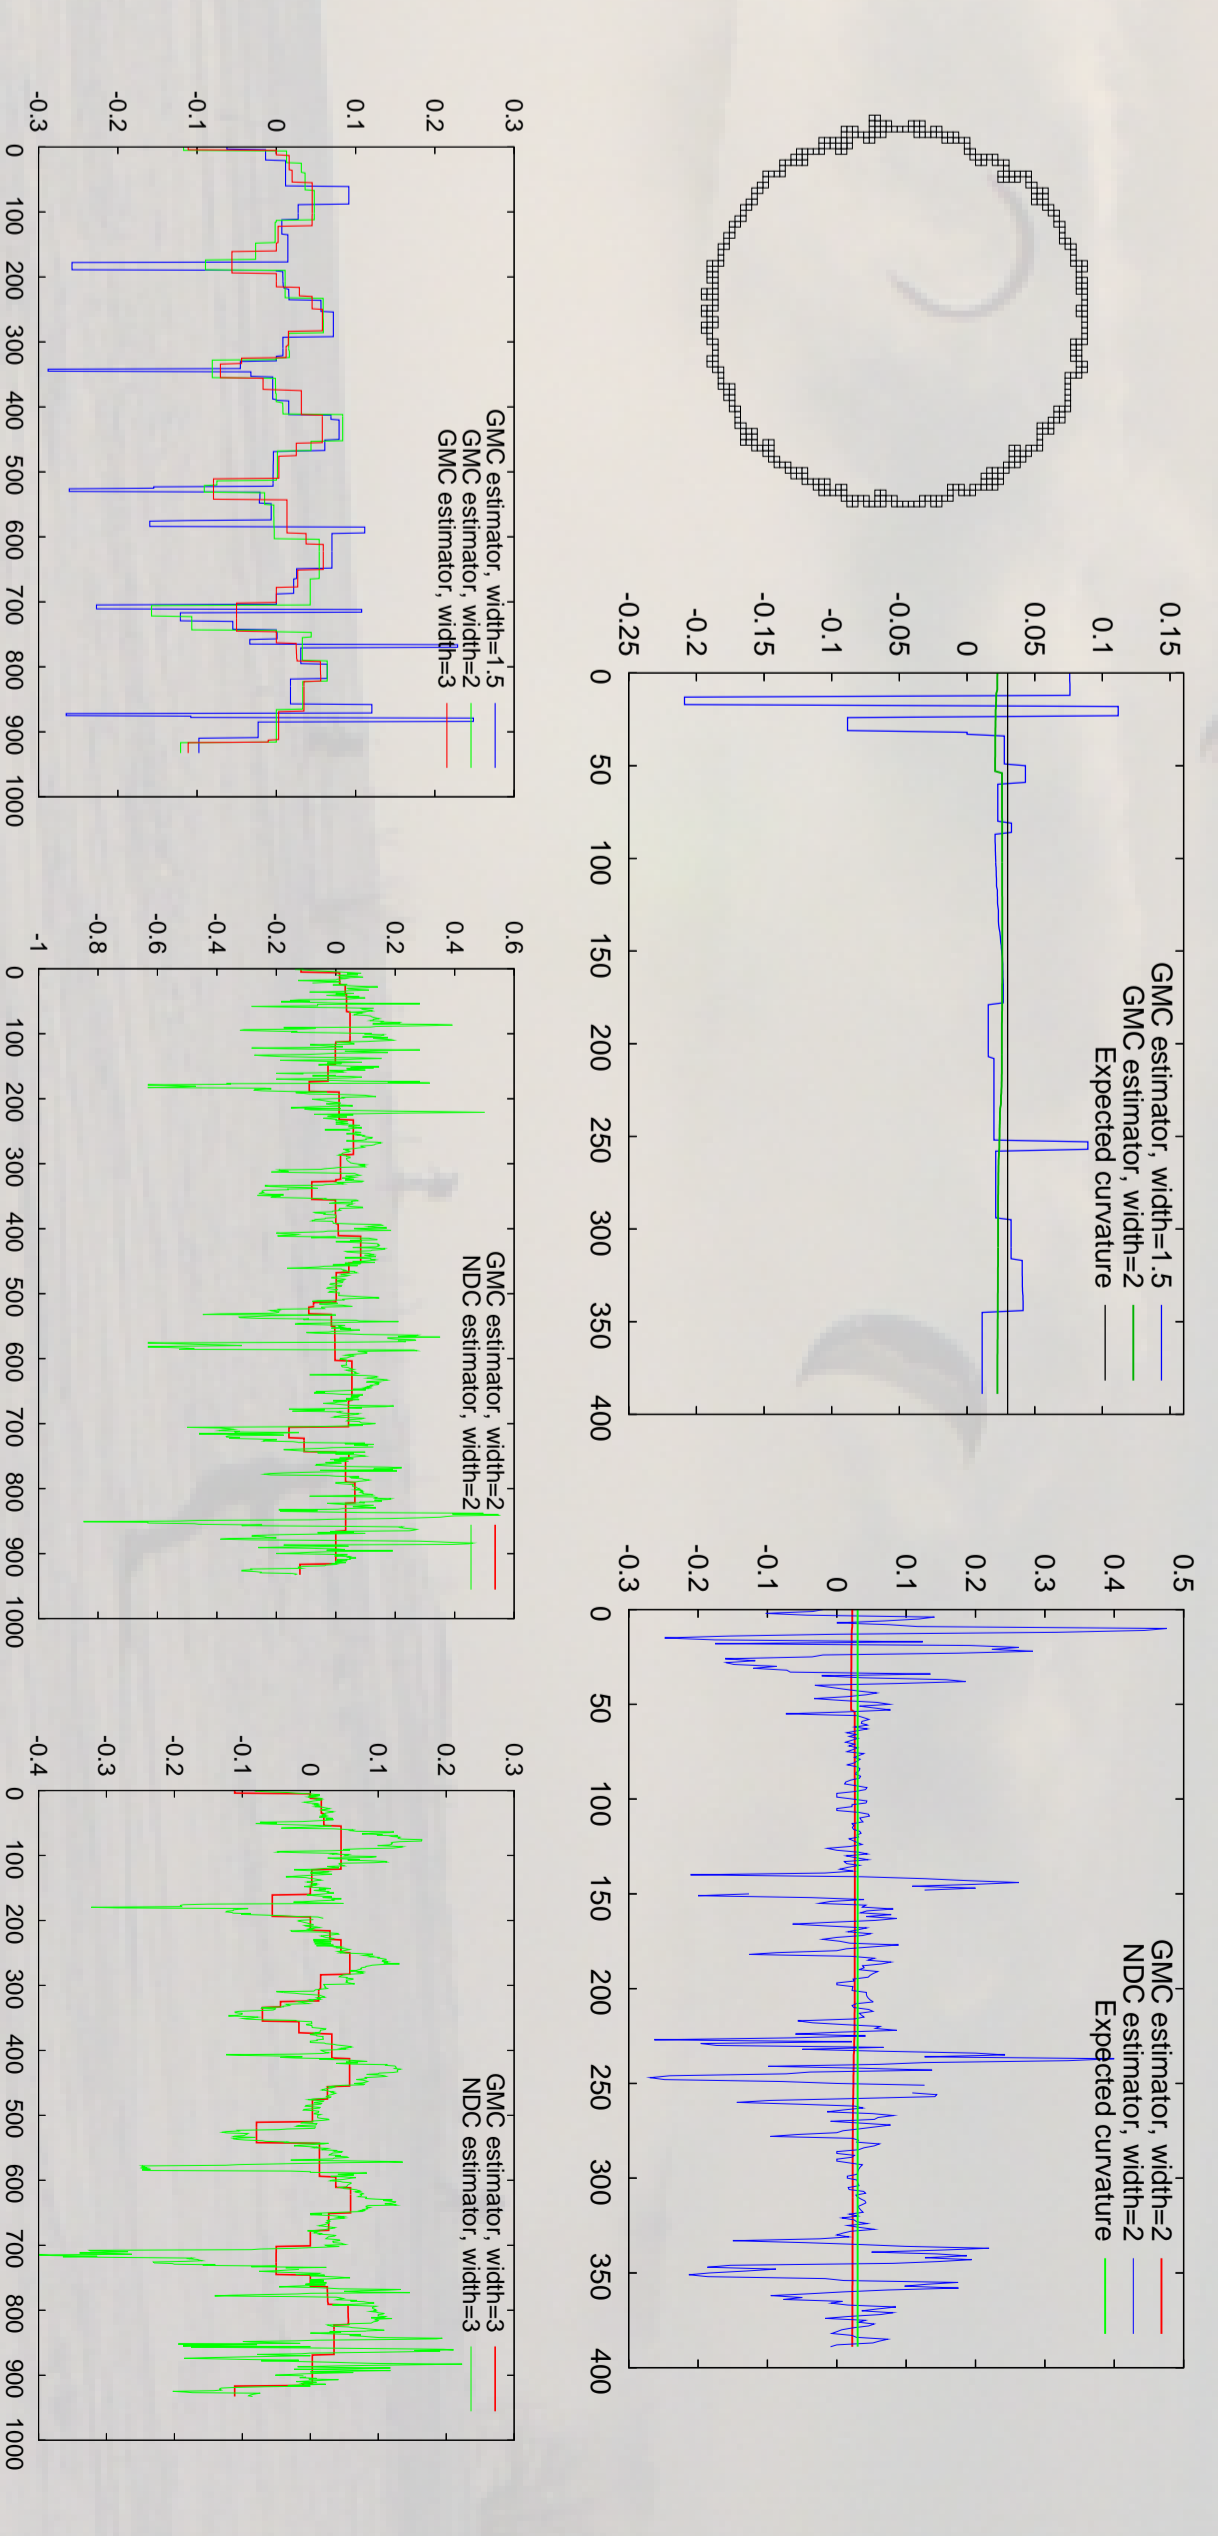 0.15
0.1
0.05
0
-0.05
-0.1
-0.15
-0.2
-0.25
0 50 100 150 200 250 300 350 400
GMC estimator, width=1.5
GMC estimator, width=2
Expected curvature
0.5
0.4
0.3
0.2
0.1
0
-0.1
-0.2
-0.3
0 50 100 150 200 250 300 350 400
GMC estimator, width=2
NDC estimator, width=2
Expected curvature
0.3
0.2
0.1
0
-0.1
-0.2
-0.3
0 100 200 300 400 500 600 700 800 900 1000
GMC estimator, width=1.5
GMC estimator, width=2
GMC estimator, width=3
0.6
0.4
0.2
0
-0.2
-0.4
-0.6
-0.8
-1
0 100 200 300 400 500 600 700 800 900 1000
GMC estimator, width=2
NDC estimator, width=2
0.3
0.2
0.1
0
-0.1
-0.2
-0.3
-0.4
0 100 200 300 400 500 600 700 800 900 1000
GMC estimator, width=3
NDC estimator, width=3